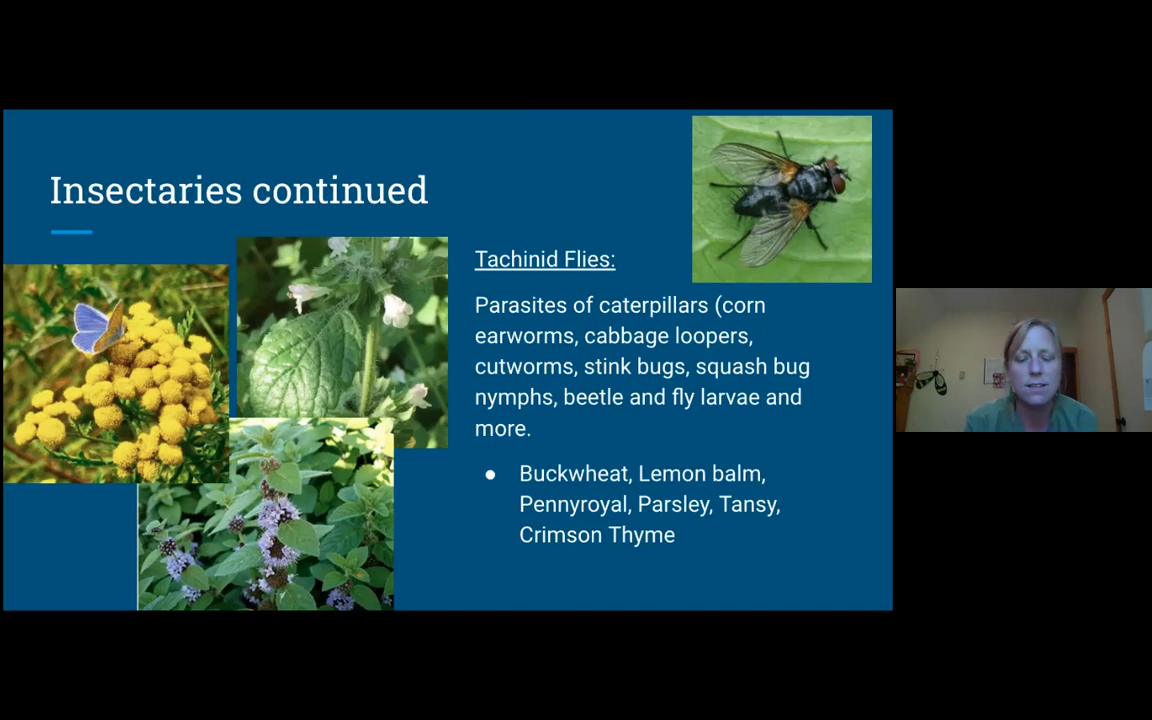 Insectaries continued
Tachinid Flies:
Parasites of caterpillars (corn
earworms, cabbage loopers,
cutworms, stink bugs, squash bug
nymphs, beetle and fly larvae and
more.
● Buckwheat, Lemon balm,
Pennyroyal, Parsley, Tansy,
Crimson Thyme